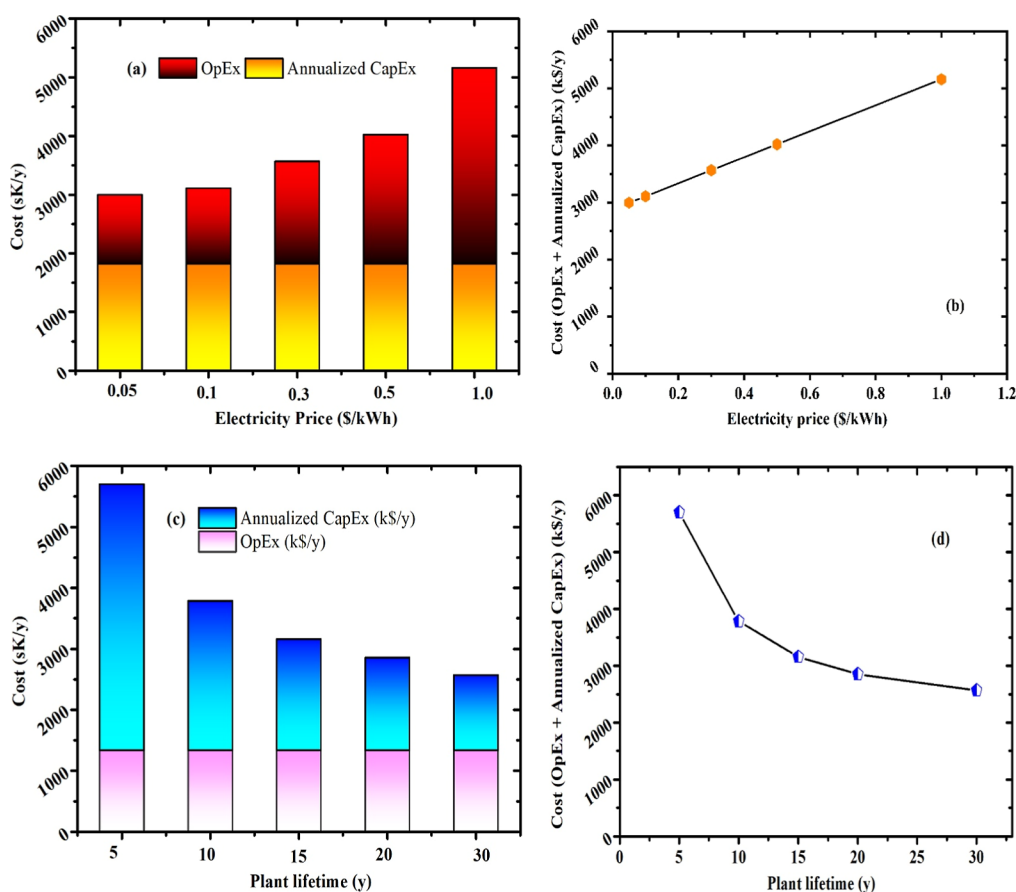 (a) OpEx Annualized CapEx
Cost (sK/y)
6000
5000
4000
3000
2000
1000
0
0.05 0.1 0.3 0.5 1.0
Electricity Price ($/kWh)
Cost (OpEx + Annualized CapEx) (k$/y)
6000
5000
4000
3000
2000
1000
0
(b)
0.0 0.2 0.4 0.6 0.8 1.0 1.2
Electricity price ($/kWh)
Cost (sK/y)
6000
5000
4000
3000
2000
1000
0
(c) Annualized CapEx (k$/y)
OpEx (k$/y)
5 10 15 20 30
Plant lifetime (y)
Cost (OpEx + Annualized CapEx) (k$/y)
6000
5000
4000
3000
2000
1000
0
(d)
0 5 10 15 20 25 30
Plant lifetime (y)